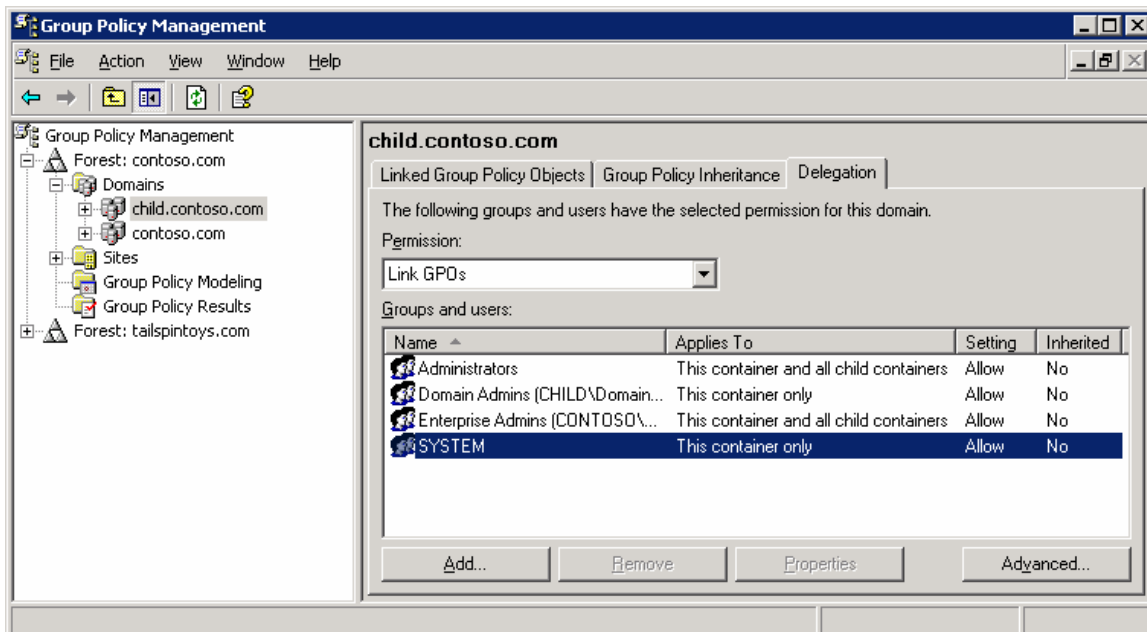 Group Policy Management
File Action View Window Help
Group Policy Management
Forest: contoso.com
Domains
child.contoso.com
contoso.com
Sites
Group Policy Modeling
Group Policy Results
Forest: tailspintoys.com
child.contoso.com
Linked Group Policy Objects Group Policy Inheritance Delegation
The following groups and users have the selected permission for this domain.
Permission:
Link GPOs
Groups and users:
Name Applies To Setting Inherited
Administrators This container and all child containers Allow No
Domain Admins (CHILD\Domain... This container only Allow No
Enterprise Admins (CONTOSO\... This container and all child containers Allow No
SYSTEM This container only Allow No
Add... Remove Properties Advanced...